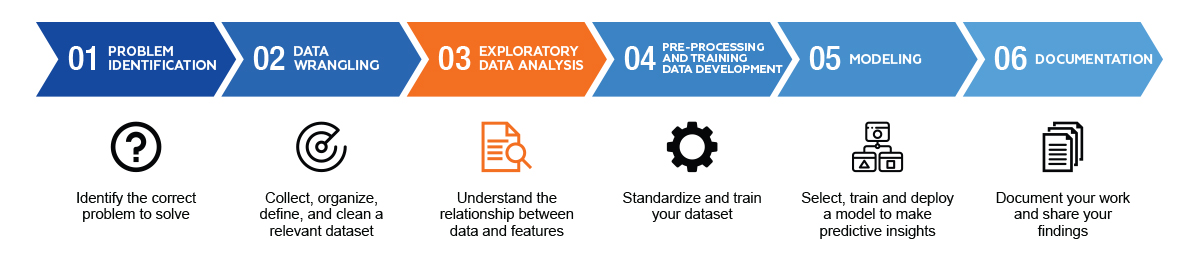 01 PROBLEM
IDENTIFICATION
02 DATA
WRANGLING
03 EXPLORATORY
DATA ANALYSIS
04 PRE-PROCESSING
AND TRAINING
DATA DEVELOPMENT
05 MODELING
06 DOCUMENTATION
?
Identify the correct
problem to solve
Collect, organize,
define, and clean a
relevant dataset
Understand the
relationship between
data and features
Standardize and train
your dataset
Select, train and deploy
a model to make
predictive insights
Document your work
and share your
findings